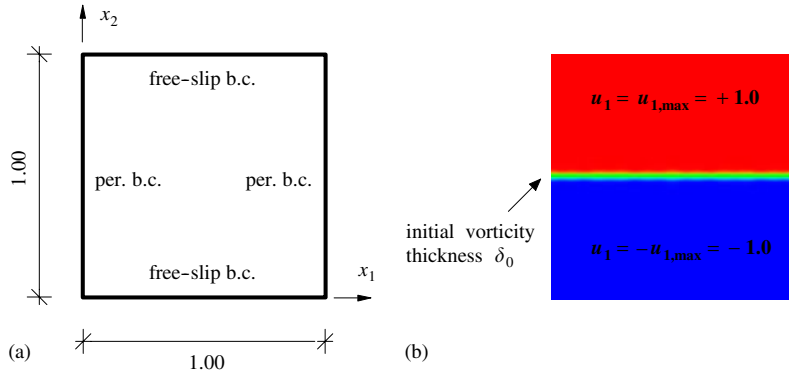 x₂
free-slip b.c.
1.00
per. b.c.
per. b.c.
free-slip b.c.
x₁
(a)
1.00
u₁ = u₁,max = + 1.0
initial vorticity
thickness δ₀
u₁ = −u₁,max = − 1.0
(b)